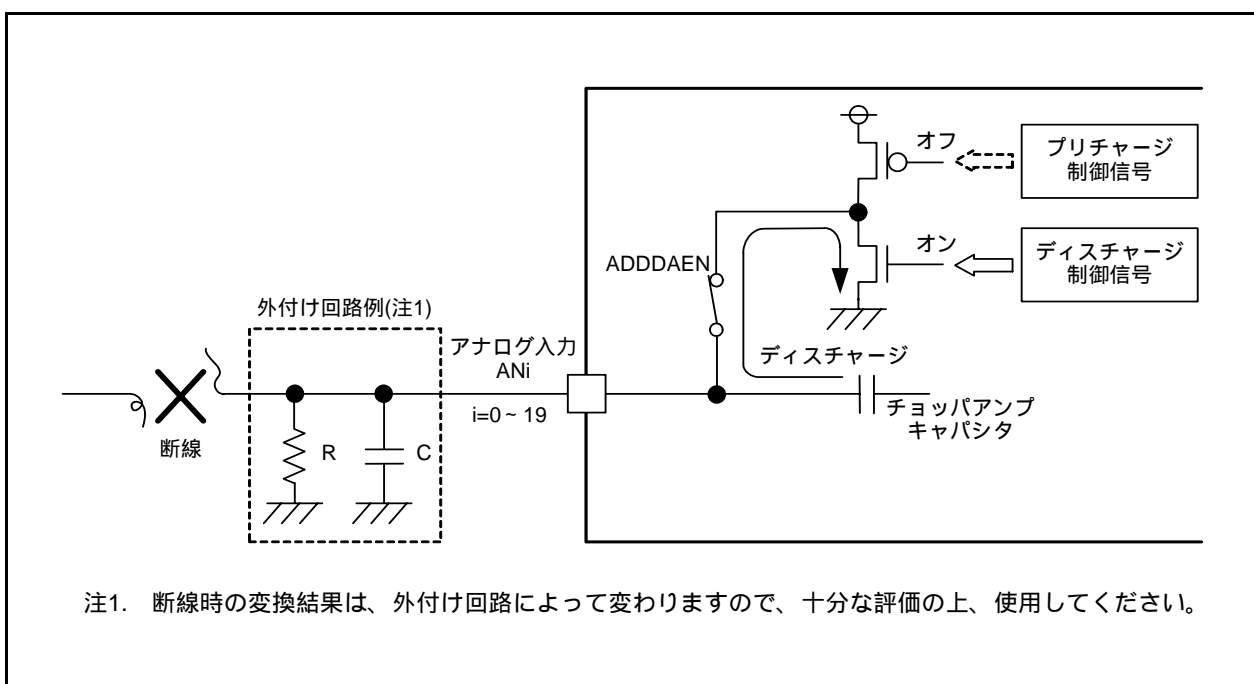 オフ
プリチャージ
制御信号
オン
ディスチャージ
制御信号
ADDDAEN
外付け回路例(注1)
アナログ入力
ANi
i=0~19
ディスチャージ
チョッパアンプ
キャパシタ
断線
R
C
注1. 断線時の変換結果は、外付け回路によって変わりますので、十分な評価の上、使用してください。